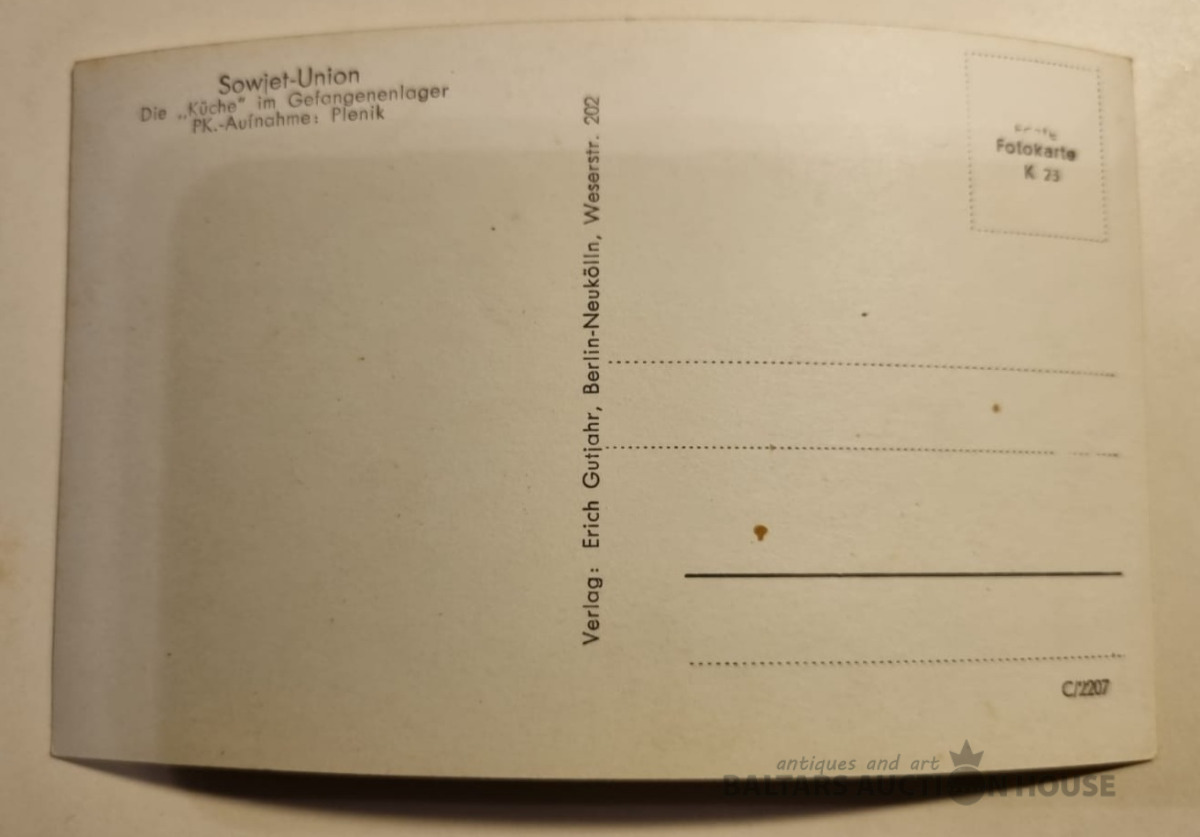 Sowjet-Union
Die „Küche" im Gefangenenlager
PK.-Aufnahme: Plenik
Verlag: Erich Gutjahr, Berlin-Neukölln, Weserstr. 202
Fotokarte
K 23
C/2207
antiques and art
BALTARS AUCTION HOUSE